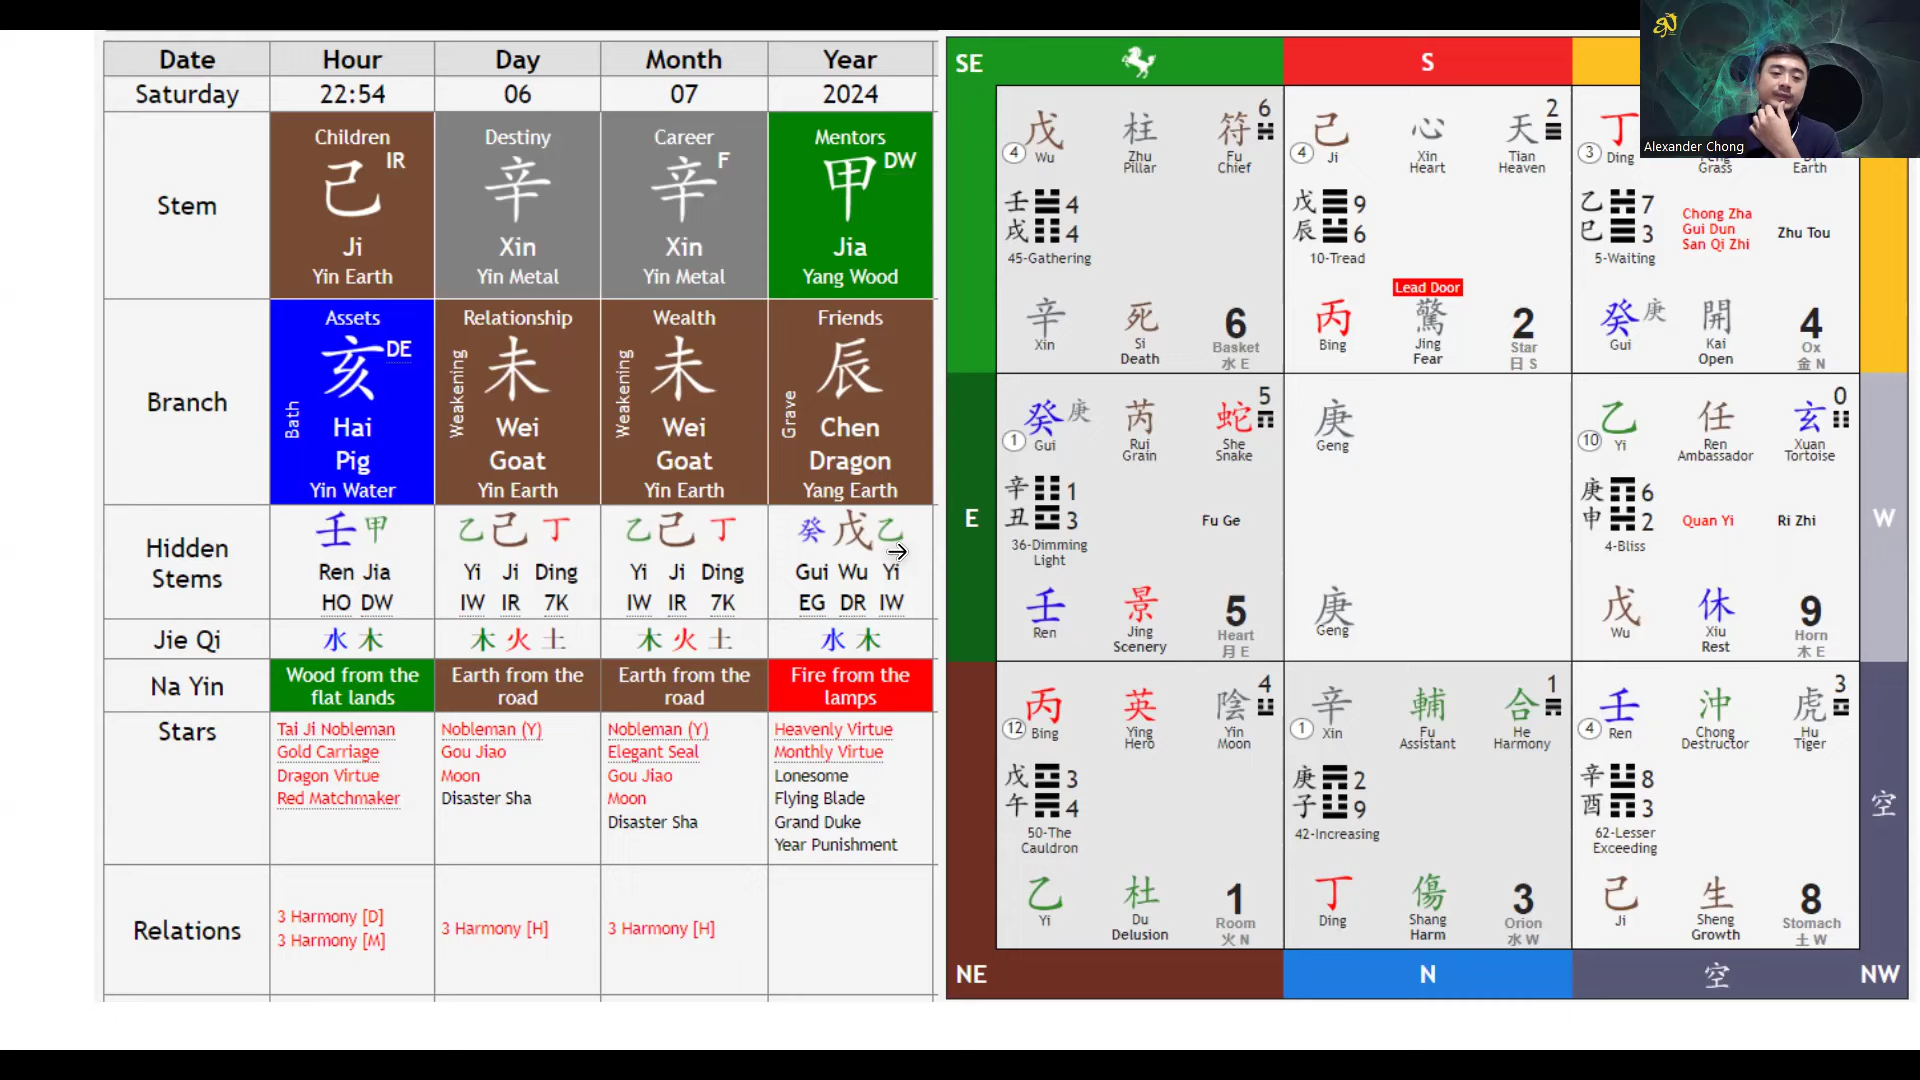 Date Hour Day Month Year
Saturday 22:54 06 07 2024
Stem
Children
己 IR
Ji
Yin Earth
Destiny
辛
Xin
Yin Metal
Career
辛 F
Xin
Yin Metal
Mentors
甲 DW
Jia
Yang Wood
Branch
Assets
亥 DE
Bath
Hai
Pig
Yin Water
Relationship
未
Weakening
Wei
Goat
Yin Earth
Wealth
未
Weakening
Wei
Goat
Yin Earth
Friends
辰
Grave
Chen
Dragon
Yang Earth
Hidden
Stems
壬 甲
Ren Jia
HO DW
乙 己 丁
Yi Ji Ding
IW IR 7K
乙 己 丁
Yi Ji Ding
IW IR 7K
癸 戊 乙
Gui Wu Yi
EG DR IW
Jie Qi 水 木 木 火 土 木 火 土 水 木
Na Yin
Wood from the
flat lands
Earth from the
road
Earth from the
road
Fire from the
lamps
Stars
Tai Ji Nobleman
Gold Carriage
Dragon Virtue
Red Matchmaker
Nobleman (Y)
Gou Jiao
Moon
Disaster Sha
Nobleman (Y)
Elegant Seal
Gou Jiao
Moon
Disaster Sha
Heavenly Virtue
Monthly Virtue
Lonesome
Flying Blade
Grand Duke
Year Punishment
Relations
3 Harmony [D]
3 Harmony [M]
3 Harmony [H]
3 Harmony [H]
SE
S
戊 柱 符 6
4 Wu Zhu Fu
Pillar Chief
壬 4
戌 4
45-Gathering
辛 死 6
Xin Si Basket
Death 水 E
己 心 天 2
4 Ji Xin Tian
Heart Heaven
戊 9
辰 6
10-Tread
Lead Door
丙 驚 2
Bing Jing Star
Fear 日 S
丁
3 Ding
Grass Earth
乙 7
巳 3
5-Waiting
Chong Zha
Gui Dun
San Qi Zhi
Zhu Tou
癸 庚 開 4
Gui Kai Ox
Open 金 N
E
癸 庚 芮 蛇 5
1 Gui Rui She
Grain Snake
辛 1
丑 3
36-Dimming
Light
Fu Ge
壬 景 5
Ren Jing Heart
Scenery 月 E
庚
Geng
庚
Geng
乙 任 玄 0
10 Yi Ren Xuan
Ambassador Tortoise
庚 6
申 2
4-Bliss
Quan Yi
Ri Zhi
戊 休 9
Wu Xiu Horn
Rest 木 E
W
丙 英 陰 4
12 Bing Ying Yin
Hero Moon
戊 3
午 4
50-The
Cauldron
乙 杜 1
Yi Du Room
Delusion 火 N
辛 輔 合 1
1 Xin Fu He
Assistant Harmony
庚 2
子 9
42-Increasing
丁 傷 3
Ding Shang Orion
Harm 水 W
壬 沖 虎 3
4 Ren Chong Hu
Destructor Tiger
辛 8
酉 3
62-Lesser
Exceeding
己 生 8
Ji Sheng Stomach
Growth 土 W
空
NE
N
空
NW
Alexander Chong